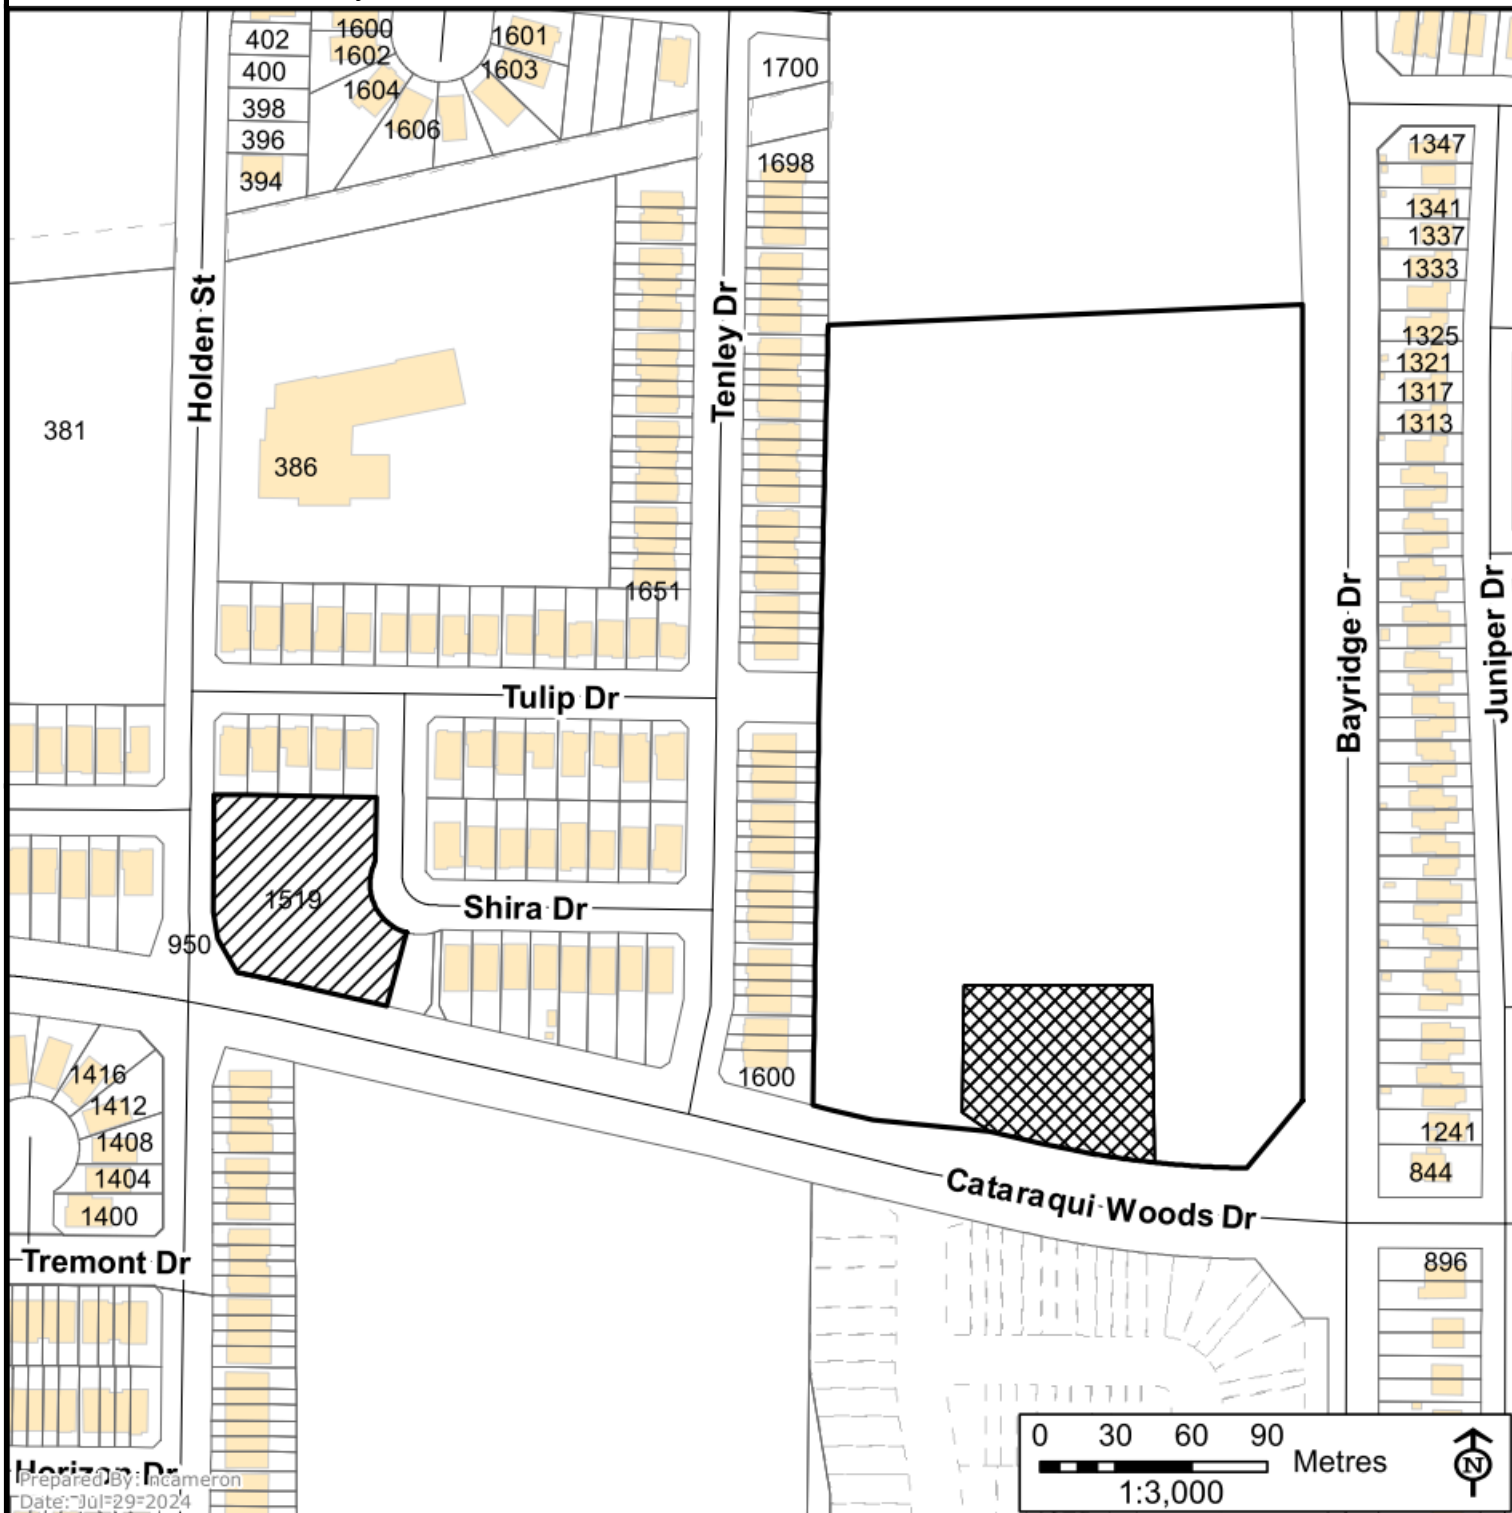 402
1600
1601
400
1602
1603
1700
398
1604
396
1606
1347
394
1698
1341
1337
1333
Holden St
Tenley Dr
1325
1321
1317
1313
381
386
1651
Bayridge Dr
Juniper Dr
Tulip Dr
1519
Shira Dr
950
1416
1600
1412
1408
1241
1404
844
1400
Cataraqui Woods Dr
Tremont Dr
896
0 30 60 90
Metres
1:3,000
N
Horizon Dr
Prepared By: ncameron
Date: Jul-29-2024